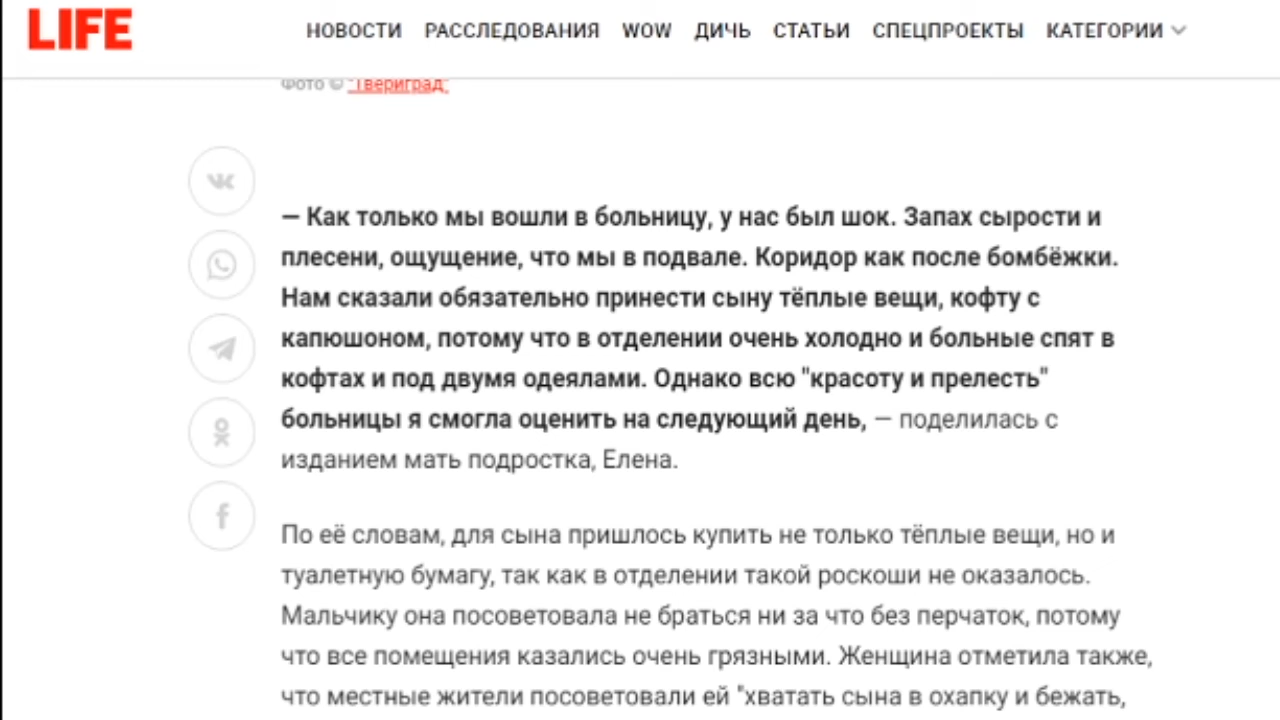 LIFE
НОВОСТИ РАССЛЕДОВАНИЯ WOW ДИЧЬ СТАТЬИ СПЕЦПРОЕКТЫ КАТЕГОРИИ
Фото © "Твериград"
— Как только мы вошли в больницу, у нас был шок. Запах сырости и
плесени, ощущение, что мы в подвале. Коридор как после бомбёжки.
Нам сказали обязательно принести сыну тёплые вещи, кофту с
капюшоном, потому что в отделении очень холодно и больные спят в
кофтах и под двумя одеялами. Однако всю "красоту и прелесть"
больницы я смогла оценить на следующий день, — поделилась с
изданием мать подростка, Елена.
По её словам, для сына пришлось купить не только тёплые вещи, но и
туалетную бумагу, так как в отделении такой роскоши не оказалось.
Мальчику она посоветовала не браться ни за что без перчаток, потому
что все помещения казались очень грязными. Женщина отметила также,
что местные жители посоветовали ей "хватать сына в охапку и бежать,